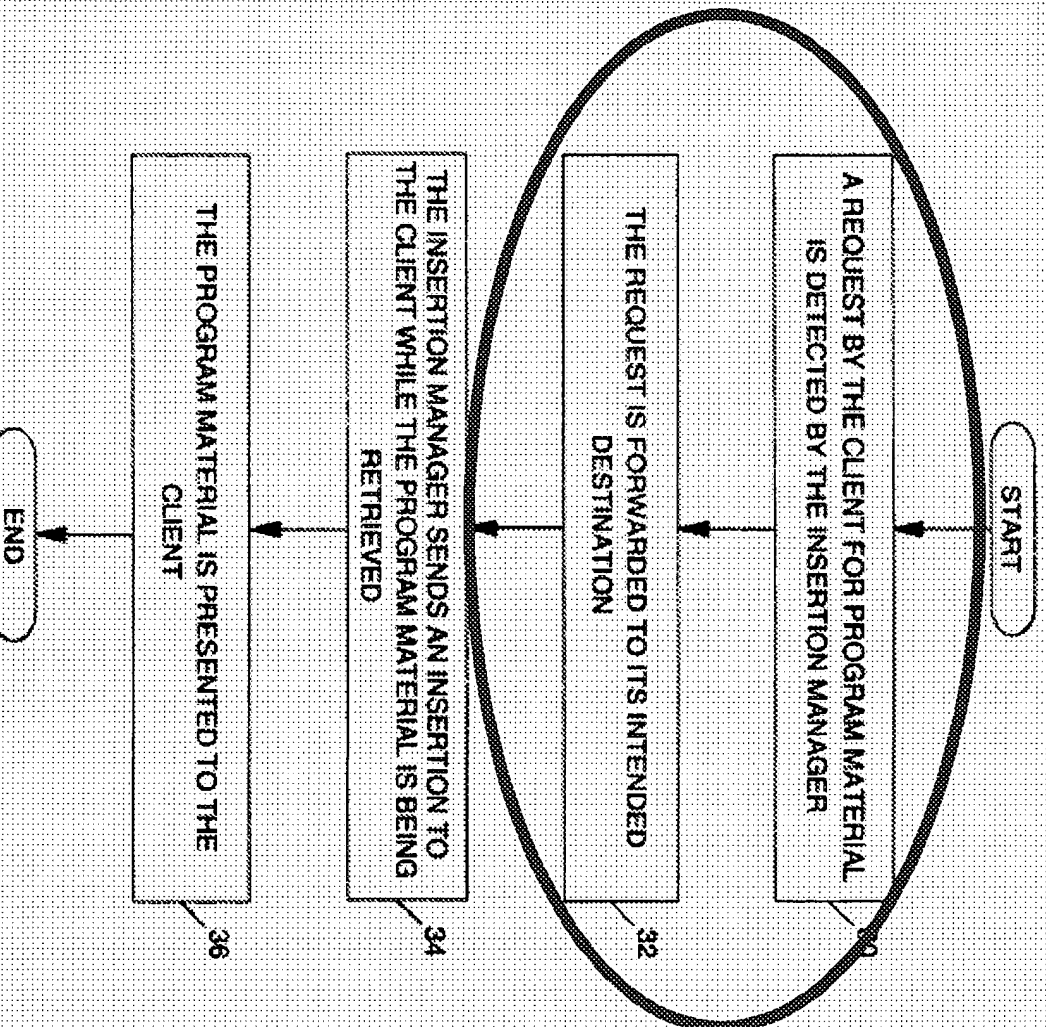 START
A REQUEST BY THE CLIENT FOR PROGRAM MATERIAL
IS DETECTED BY THE INSERTION MANAGER
THE REQUEST IS FORWARDED TO ITS INTENDED
DESTINATION
32
THE INSERTION MANAGER SENDS AN INSERTION TO
THE CLIENT WHILE THE PROGRAM MATERIAL IS BEING
RETRIEVED
34
THE PROGRAM MATERIAL IS PRESENTED TO THE
CLIENT
36
END